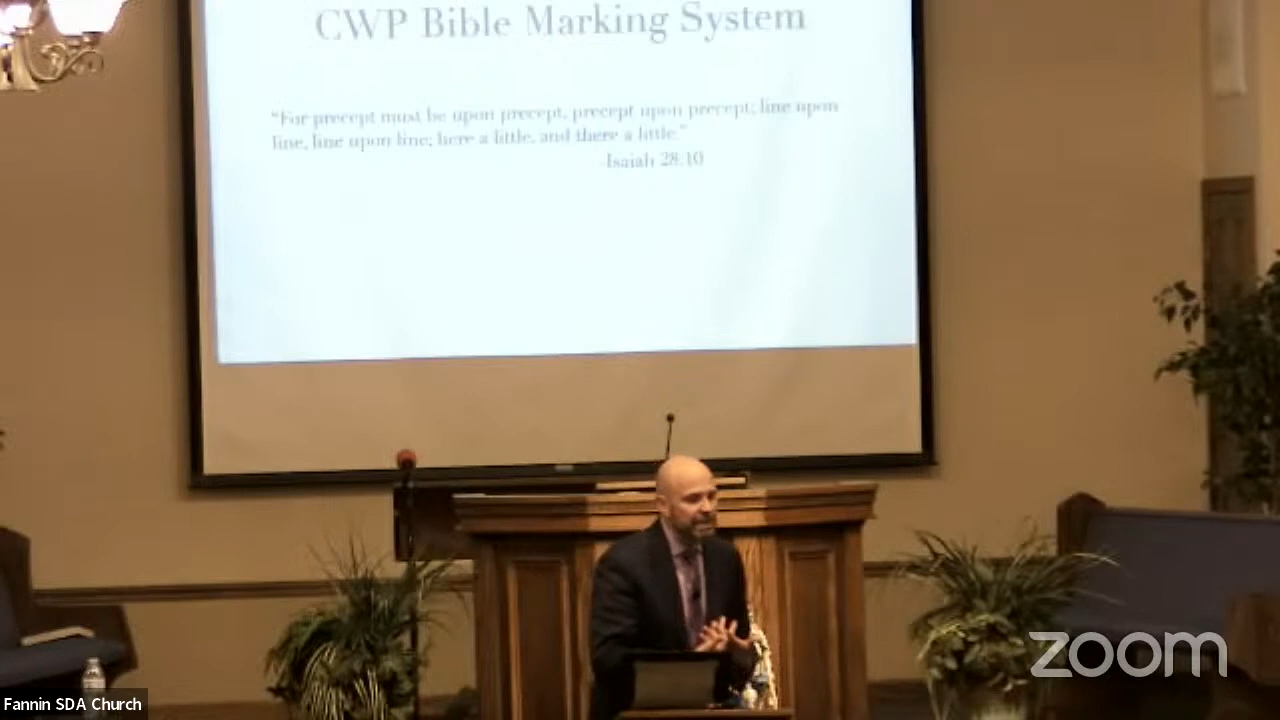 CWP Bible Marking System
"For precept must be upon precept, precept upon precept; line upon
line, line upon line; here a little, and there a little."
-Isaiah 28:10
zoom
Fannin SDA Church